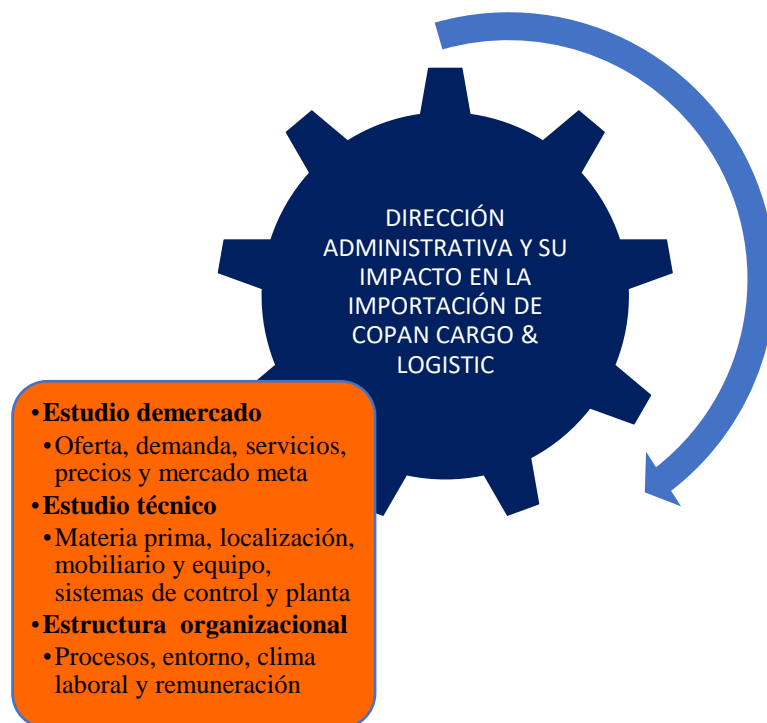 DIRECCIÓN
ADMINISTRATIVA Y SU
IMPACTO EN LA
IMPORTACIÓN DE
COPAN CARGO &
LOGISTIC
•Estudio demercado
•Oferta, demanda, servicios,
precios y mercado meta
•Estudio técnico
•Materia prima, localización,
mobiliario y equipo,
sistemas de control y planta
•Estructura organizacional
•Procesos, entorno, clima
laboral y remuneración